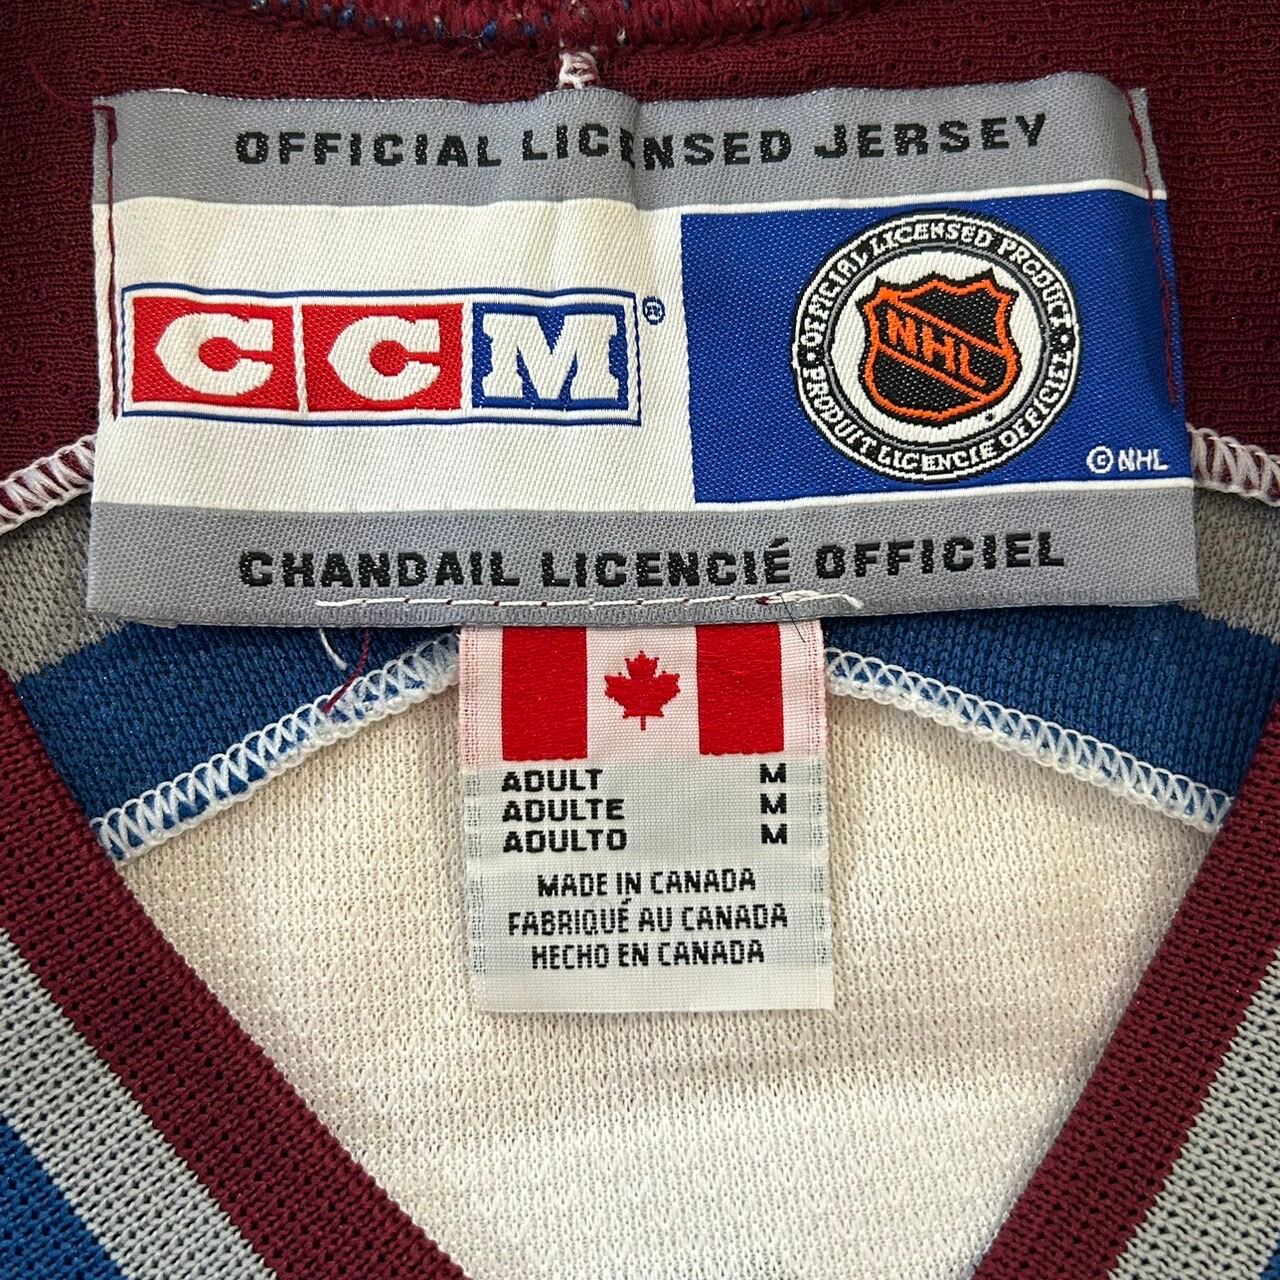 OFFICIAL LICENSED JERSEY
CCM®
· OFFICIAL LICENSED PRODUCT ·
NHL
PRODUIT LICENCIE OFFICIEL
©NHL
CHANDAIL LICENCIÉ OFFICIEL
ADULT M
ADULTE M
ADULTO M
MADE IN CANADA
FABRIQUÉ AU CANADA
HECHO EN CANADA